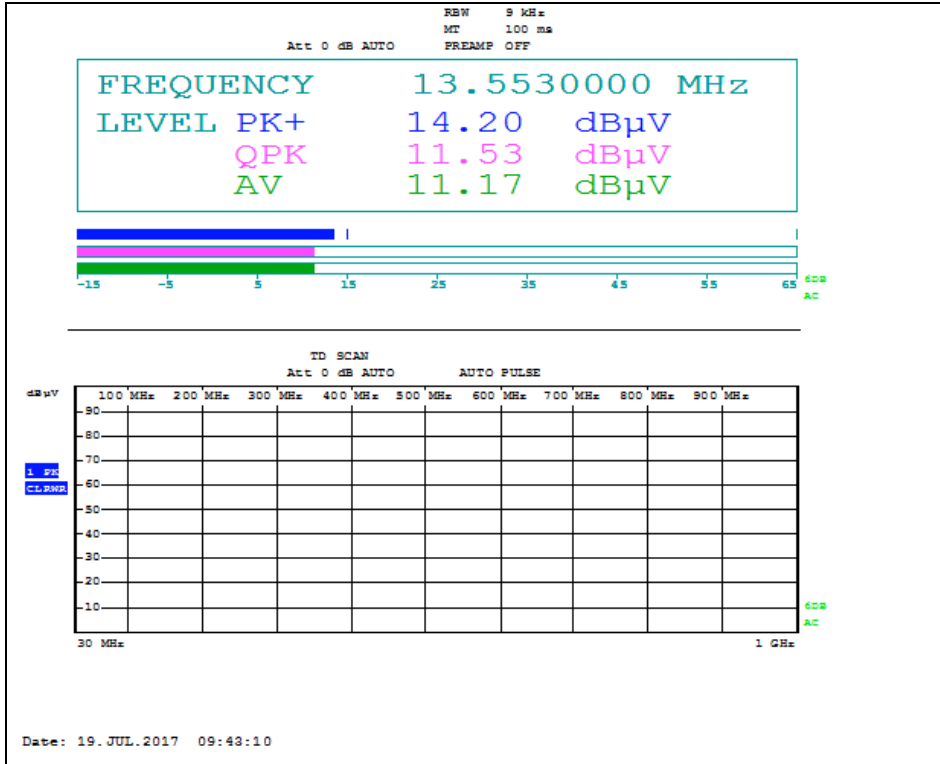 RBW 9 kHz
MT 100 ms
Att 0 dB AUTO PREAMP OFF
FREQUENCY 13.5530000 MHz
LEVEL PK+ 14.20 dBµV
QPK 11.53 dBµV
AV 11.17 dBµV
-15 -5 5 15 25 35 45 55 65
6DB
AC
TD SCAN
Att 0 dB AUTO AUTO PULSE
dBµV
100 MHz 200 MHz 300 MHz 400 MHz 500 MHz 600 MHz 700 MHz 800 MHz 900 MHz
90
80
70
1 PK
CLRWR
60
50
40
30
20
10
6DB
AC
30 MHz 1 GHz
Date: 19.JUL.2017 09:43:10